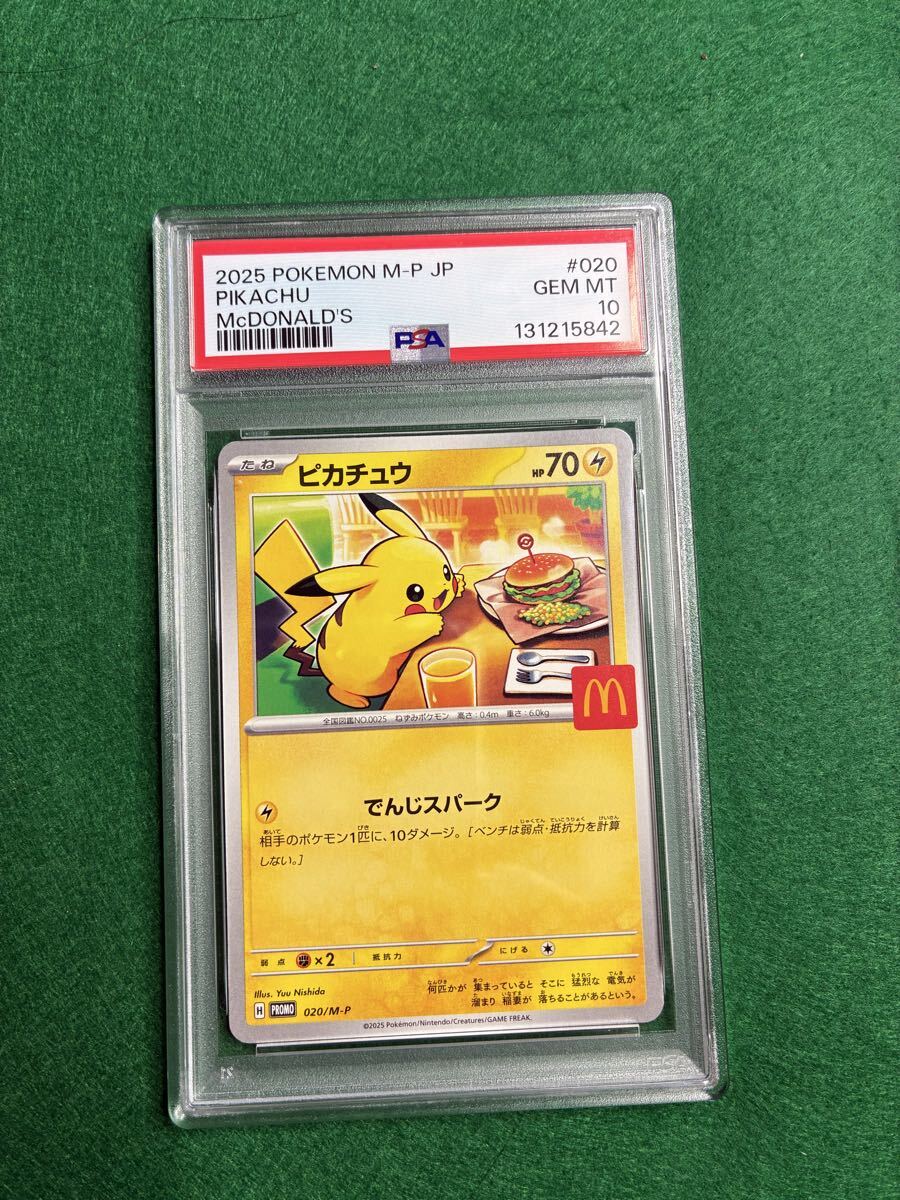 2025 POKEMON M-P JP #020
PIKACHU GEM MT
McDONALD'S 10
PSA 131215842
たね ピカチュウ HP 70
全国図鑑NO.0025 ねずみポケモン 高さ:0.4m 重さ:6.0kg
でんじスパーク
相手のポケモン1匹に、10ダメージ。[ベンチは弱点・抵抗力を計算
しない。]
弱点 ×2 抵抗力 にげる
Illus. Yuu Nishida
何匹かが 集まっていると そこに 猛烈な 電気が
溜まり 稲妻が 落ちることがあるという。
H PROMO 020/M-P
©2025 Pokémon/Nintendo/Creatures/GAME FREAK.